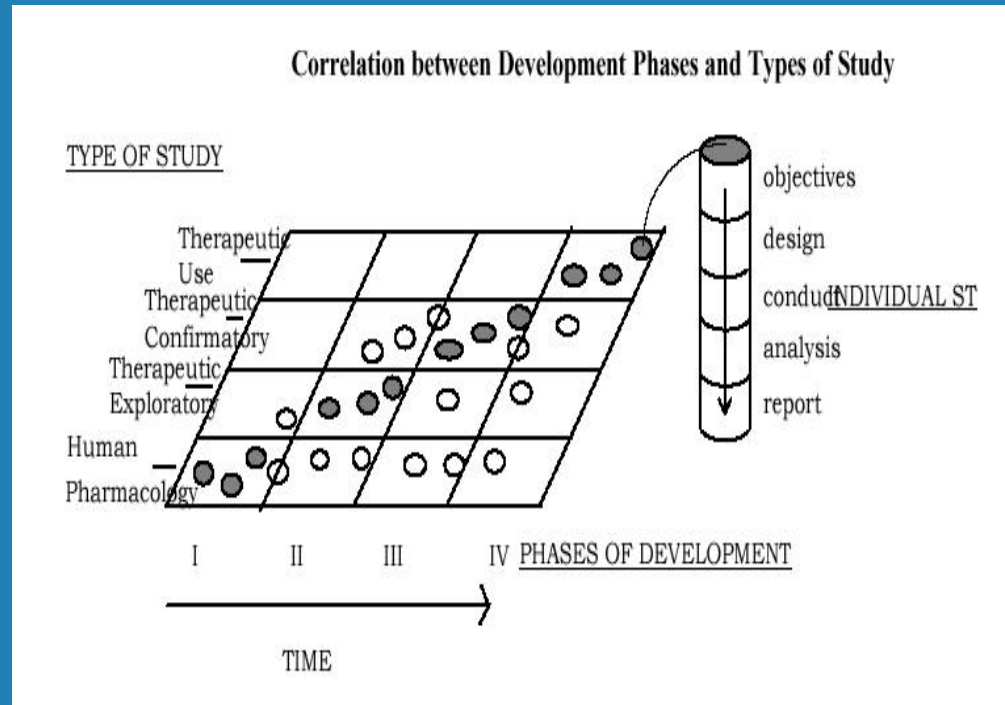 Correlation between Development Phases and Types of Study
TYPE OF STUDY
Therapeutic
Use
Therapeutic
Confirmatory
Therapeutic
Exploratory
Human
Pharmacology
objectives
design
conduct
INDIVIDUAL ST
analysis
report
I II III IV PHASES OF DEVELOPMENT
TIME